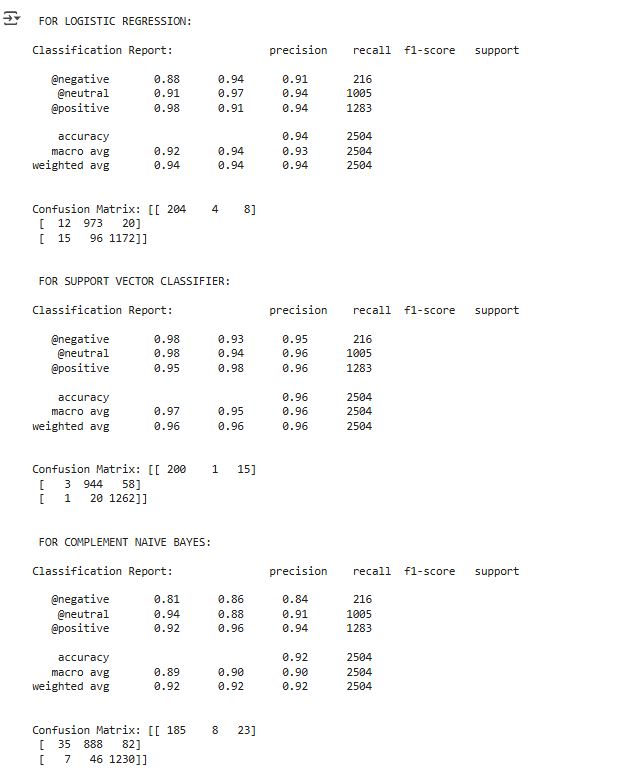 FOR LOGISTIC REGRESSION:
Classification Report: precision recall f1-score support
@negative 0.88 0.94 0.91 216
@neutral 0.91 0.97 0.94 1005
@positive 0.98 0.91 0.94 1283
accuracy 0.94 2504
macro avg 0.92 0.94 0.93 2504
weighted avg 0.94 0.94 0.94 2504
Confusion Matrix: [[ 204 4 8]
[ 12 973 20]
[ 15 96 1172]]
FOR SUPPORT VECTOR CLASSIFIER:
Classification Report: precision recall f1-score support
@negative 0.98 0.93 0.95 216
@neutral 0.98 0.94 0.96 1005
@positive 0.95 0.98 0.96 1283
accuracy 0.96 2504
macro avg 0.97 0.95 0.96 2504
weighted avg 0.96 0.96 0.96 2504
Confusion Matrix: [[ 200 1 15]
[ 3 944 58]
[ 1 20 1262]]
FOR COMPLEMENT NAIVE BAYES:
Classification Report: precision recall f1-score support
@negative 0.81 0.86 0.84 216
@neutral 0.94 0.88 0.91 1005
@positive 0.92 0.96 0.94 1283
accuracy 0.92 2504
macro avg 0.89 0.90 0.90 2504
weighted avg 0.92 0.92 0.92 2504
Confusion Matrix: [[ 185 8 23]
[ 35 888 82]
[ 7 46 1230]]